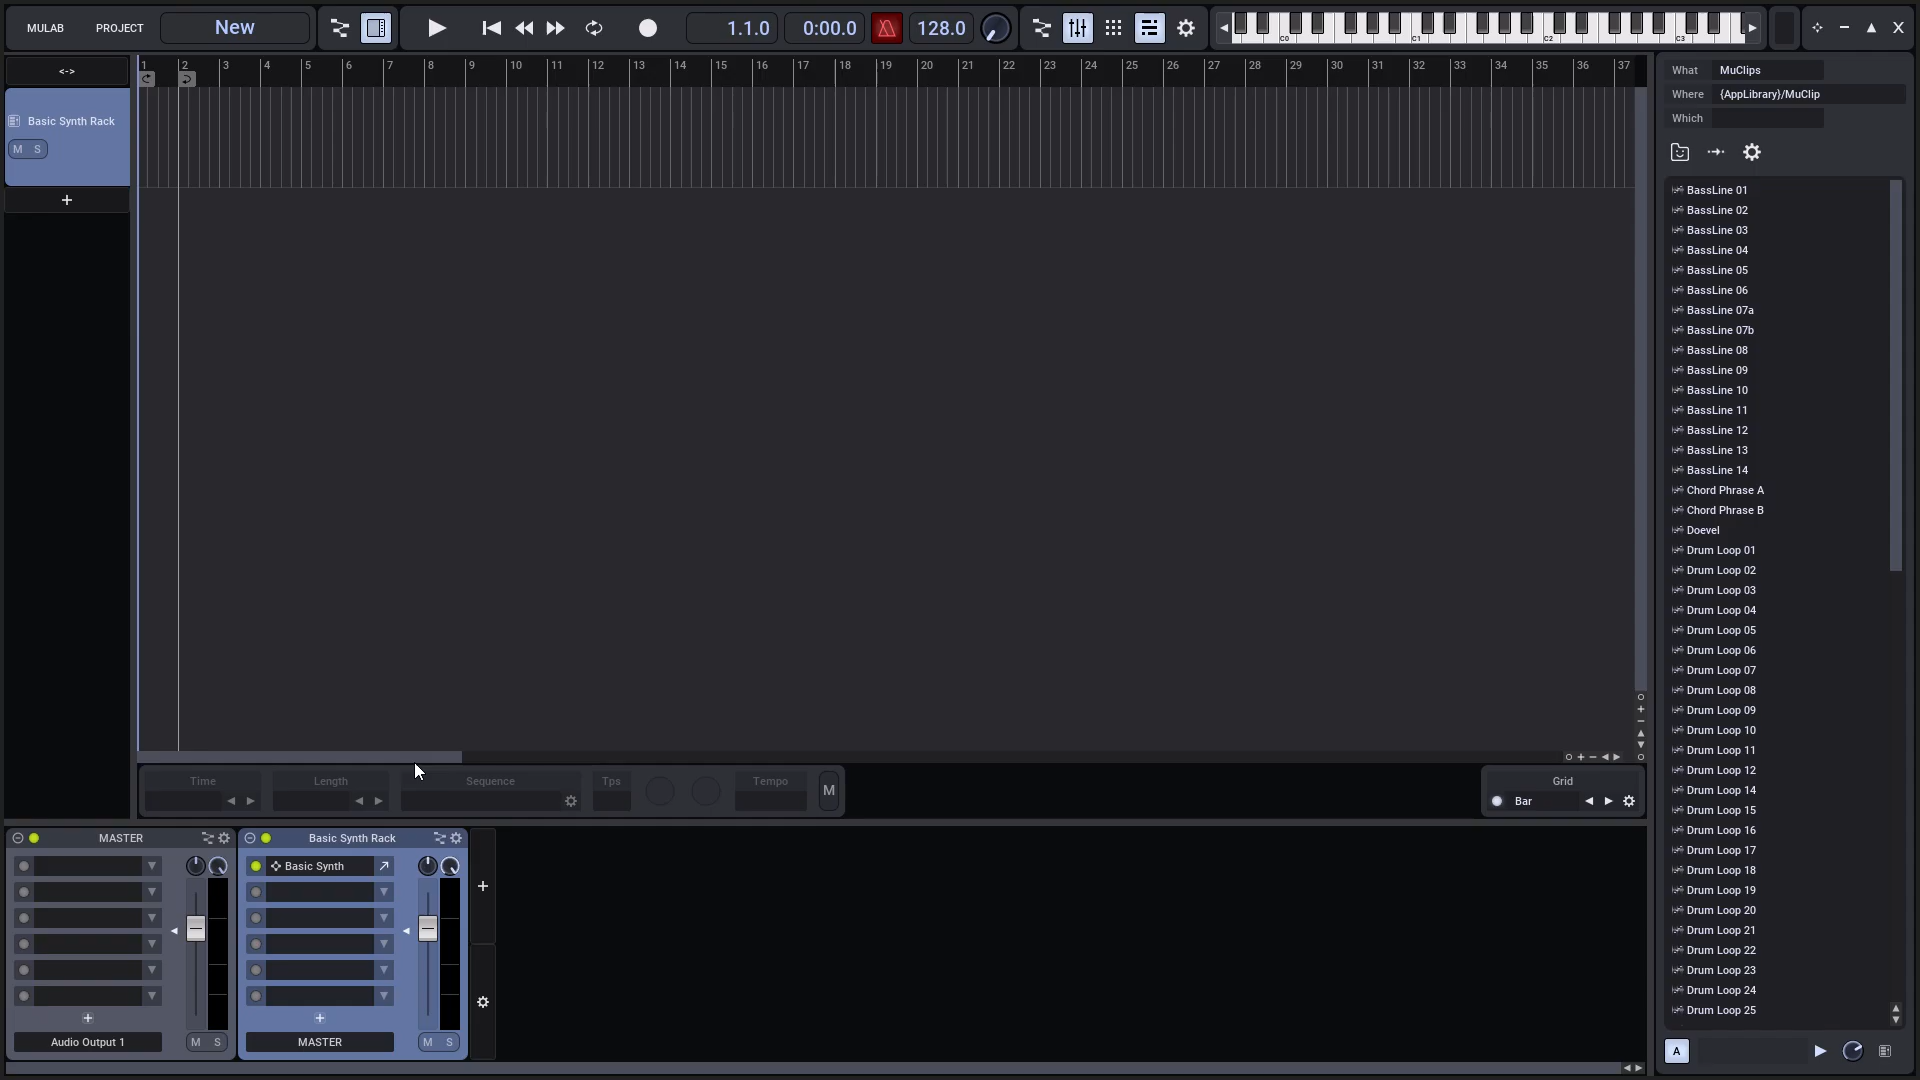 MULAB PROJECT New 1.1.0 0:00.0 128.0 C0 C1 C2 C3 X
<->
1 2 3 4 5 6 7 8 9 10 11 12 13 14 15 16 17 18 19 20 21 22 23 24 25 26 27 28 29 30 31 32 33 34 35 36 37
Basic Synth Rack
M S
+
What MuClips
Where {AppLibrary}/MuClip
Which
BassLine 01
BassLine 02
BassLine 03
BassLine 04
BassLine 05
BassLine 06
BassLine 07a
BassLine 07b
BassLine 08
BassLine 09
BassLine 10
BassLine 11
BassLine 12
BassLine 13
BassLine 14
Chord Phrase A
Chord Phrase B
Doevel
Drum Loop 01
Drum Loop 02
Drum Loop 03
Drum Loop 04
Drum Loop 05
Drum Loop 06
Drum Loop 07
Drum Loop 08
Drum Loop 09
Drum Loop 10
Drum Loop 11
Drum Loop 12
Drum Loop 13
Drum Loop 14
Drum Loop 15
Drum Loop 16
Drum Loop 17
Drum Loop 18
Drum Loop 19
Drum Loop 20
Drum Loop 21
Drum Loop 22
Drum Loop 23
Drum Loop 24
Drum Loop 25
A
Time Length Sequence Tps Tempo M
Grid
Bar
MASTER
Audio Output 1 M S
Basic Synth Rack
Basic Synth
MASTER M S